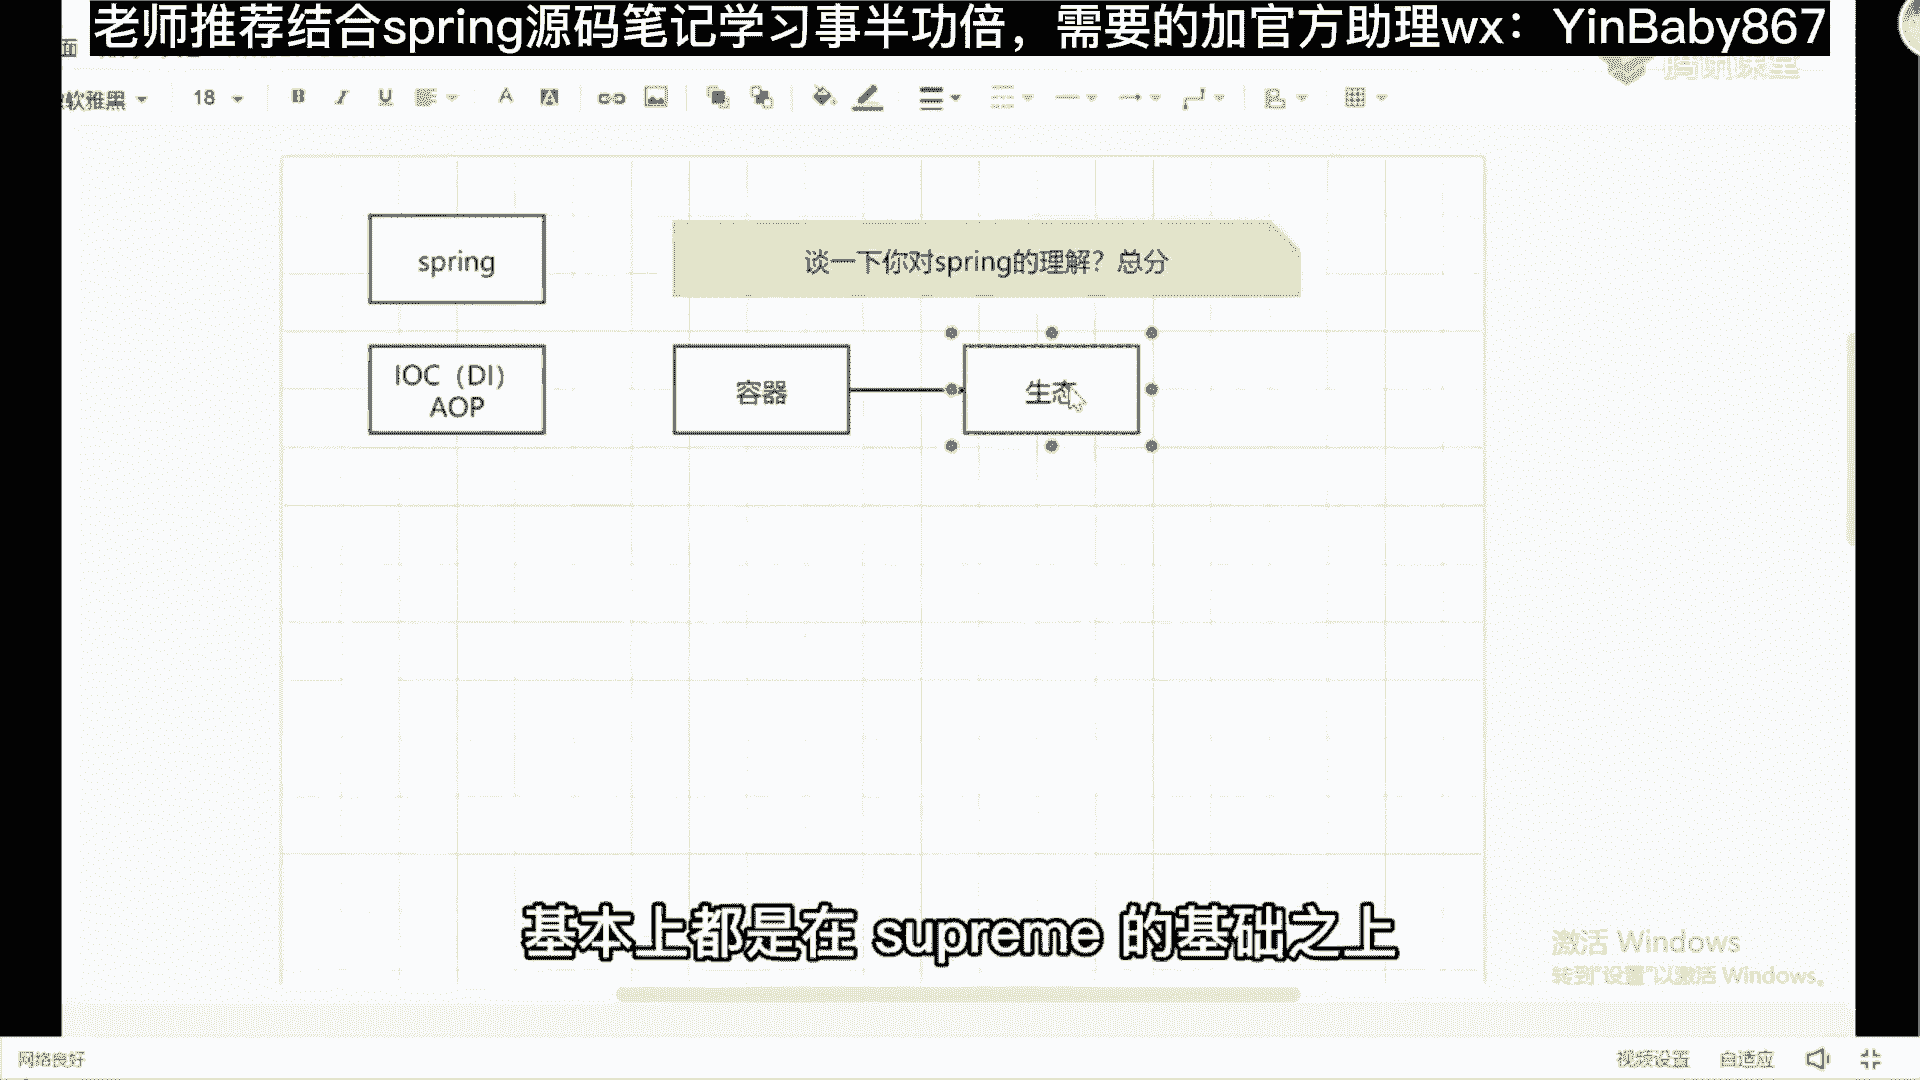 老师推荐结合spring源码笔记学习事半功倍，需要的加官方助理wx：YinBaby867
面
腾讯课堂
软雅黑 18 B I U A A
spring
谈一下你对spring的理解？总分
IOC（DI）
AOP
容器
生态
基本上都是在 supreme 的基础之上
激活 Windows
转到“设置”以激活 Windows。
网络良好
视频设置 自适应